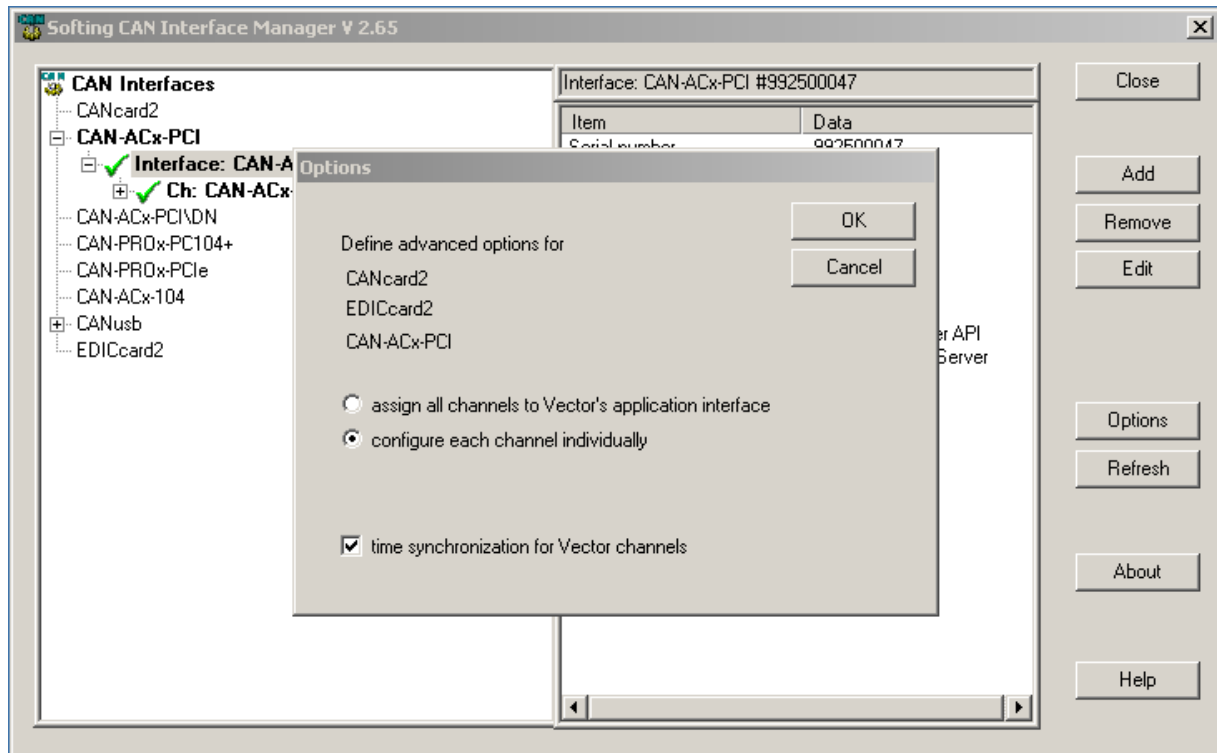 Softing CAN Interface Manager V 2.65
CAN Interfaces
CANcard2
CAN-ACx-PCI
Interface: CAN-A
Ch: CAN-ACx-
CAN-ACx-PCI\DN
CAN-PROx-PC104+
CAN-PROx-PCIe
CAN-ACx-104
CANusb
EDICcard2
Interface: CAN-ACx-PCI #992500047
Item Data
Serial number 992500047
er API
Server
Options
Define advanced options for
CANcard2
EDICcard2
CAN-ACx-PCI
assign all channels to Vector's application interface
configure each channel individually
time synchronization for Vector channels
OK
Cancel
Close
Add
Remove
Edit
Options
Refresh
About
Help